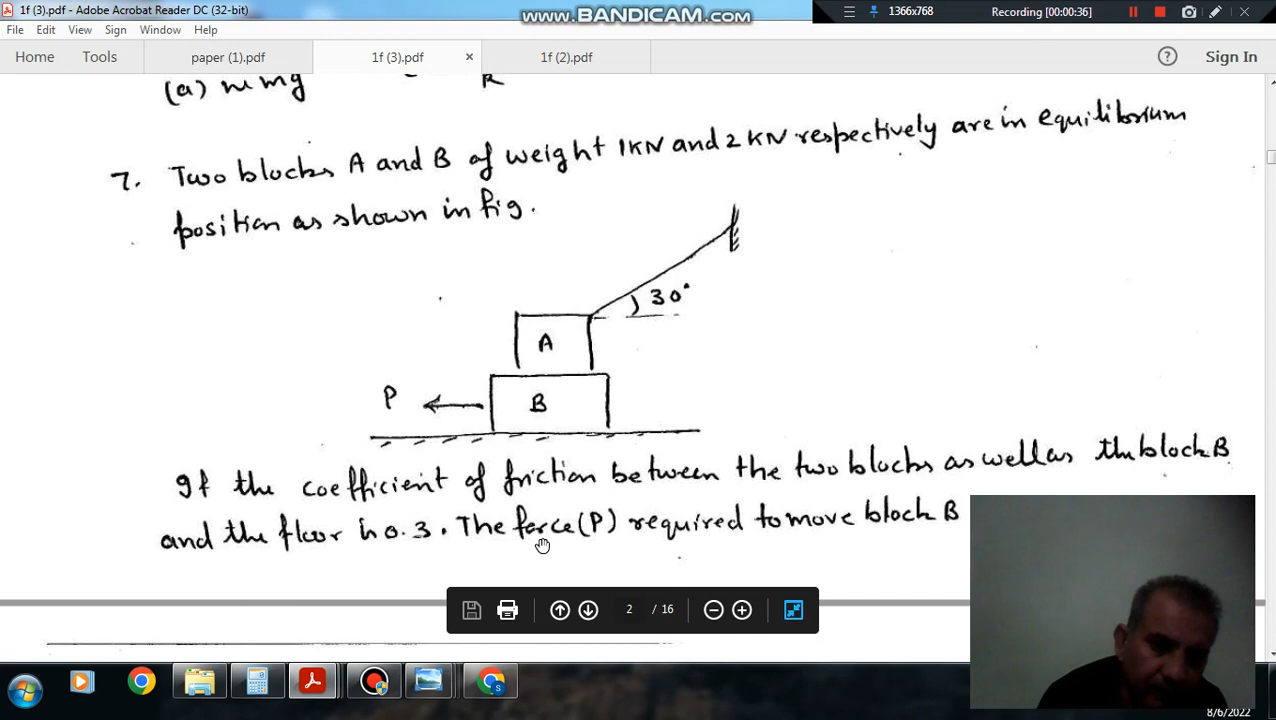 1f (3).pdf - Adobe Acrobat Reader DC (32-bit)
www.BANDICAM.com
1366x768
Recording [00:00:36]
File Edit View Sign Window Help
Home Tools paper (1).pdf 1f (3).pdf × 1f (2).pdf
Sign In
7. Two blocks A and B of weight 1KN and 2 KN respectively are in equilibrium
position as shown in fig.
30°
A
P
B
If the coefficient of friction between the two blocks as well as the block B
and the floor is 0.3. The force (P) required to move block B
2 / 16
8/6/2022